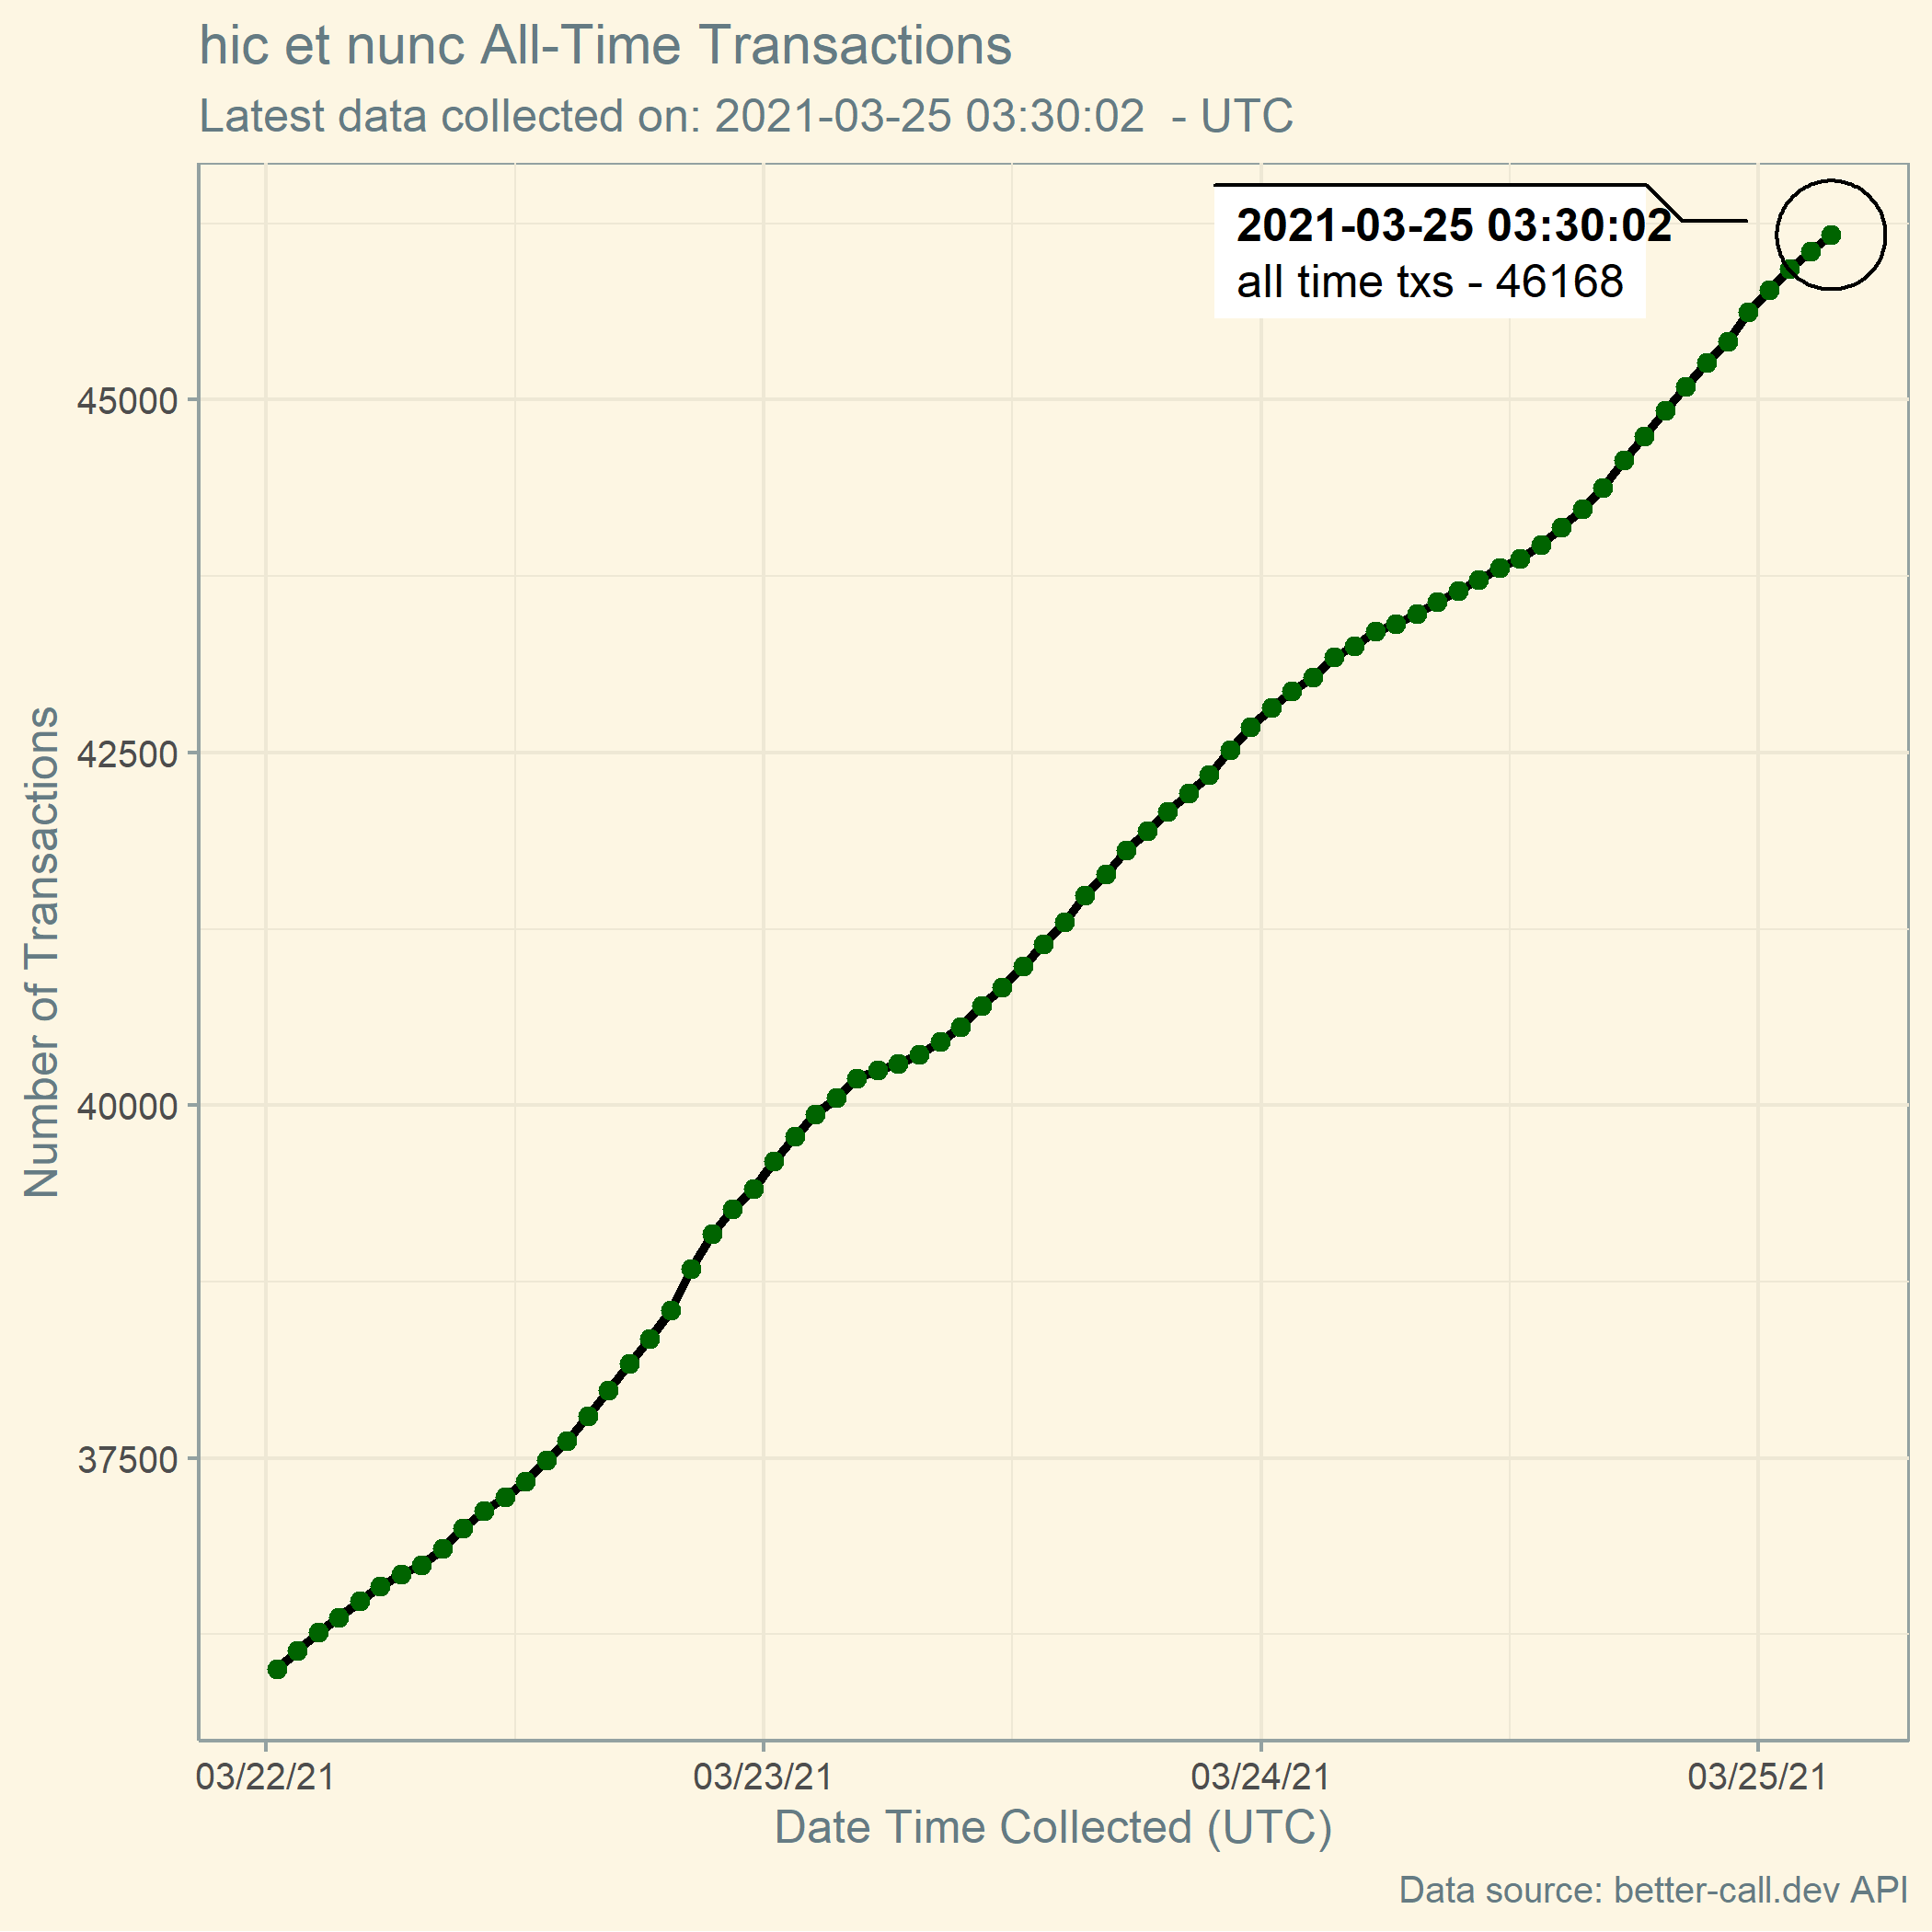 hic et nunc All-Time Transactions
Latest data collected on: 2021-03-25 03:30:02  - UTC
2021-03-25 03:30:02
all time txs - 46168
Number of Transactions
45000
42500
40000
37500
03/22/21
03/23/21
03/24/21
03/25/21
Date Time Collected (UTC)
Data source: better-call.dev API